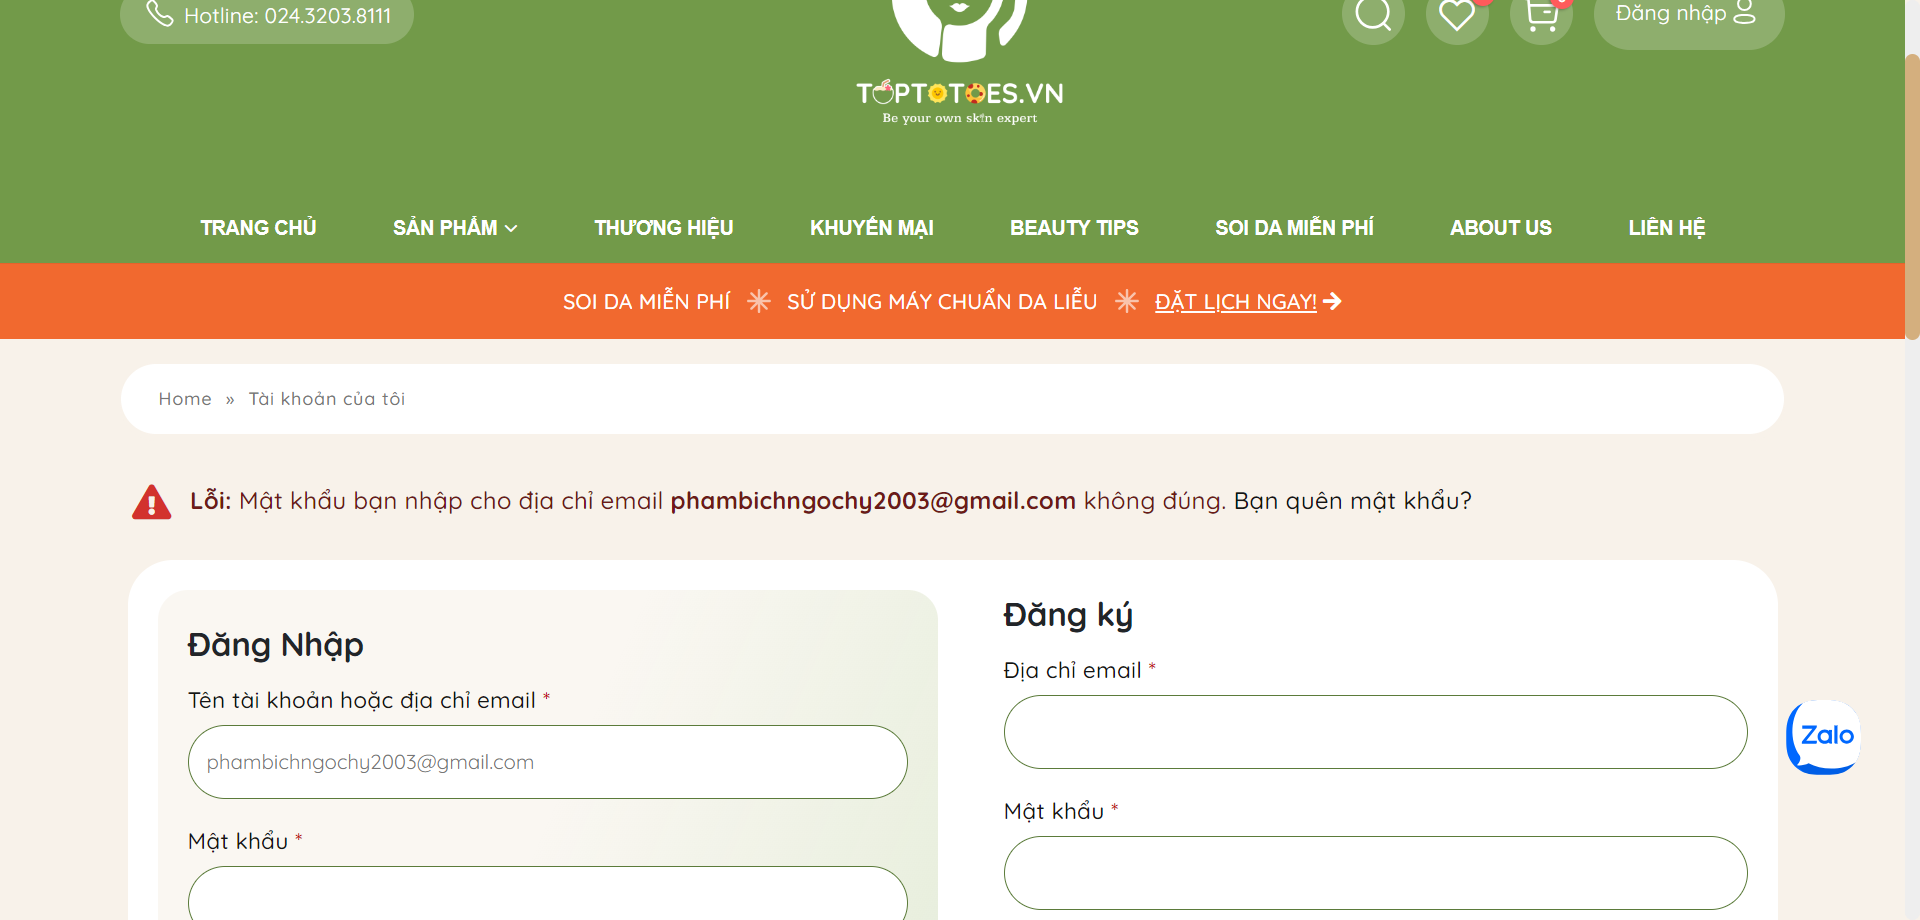 Hotline: 024.3203.8111
Đăng nhập
TOPTOTOES.VN
Be your own skin expert
TRANG CHỦ SẢN PHẨM THƯƠNG HIỆU KHUYẾN MẠI BEAUTY TIPS SOI DA MIỄN PHÍ ABOUT US LIÊN HỆ
SOI DA MIỄN PHÍ SỬ DỤNG MÁY CHUẨN DA LIỄU ĐẶT LỊCH NGAY!
Home » Tài khoản của tôi
Lỗi: Mật khẩu bạn nhập cho địa chỉ email phambichngochy2003@gmail.com không đúng. Bạn quên mật khẩu?
Đăng Nhập
Tên tài khoản hoặc địa chỉ email *
phambichngochy2003@gmail.com
Mật khẩu *
Đăng ký
Địa chỉ email *
Mật khẩu *
Zalo